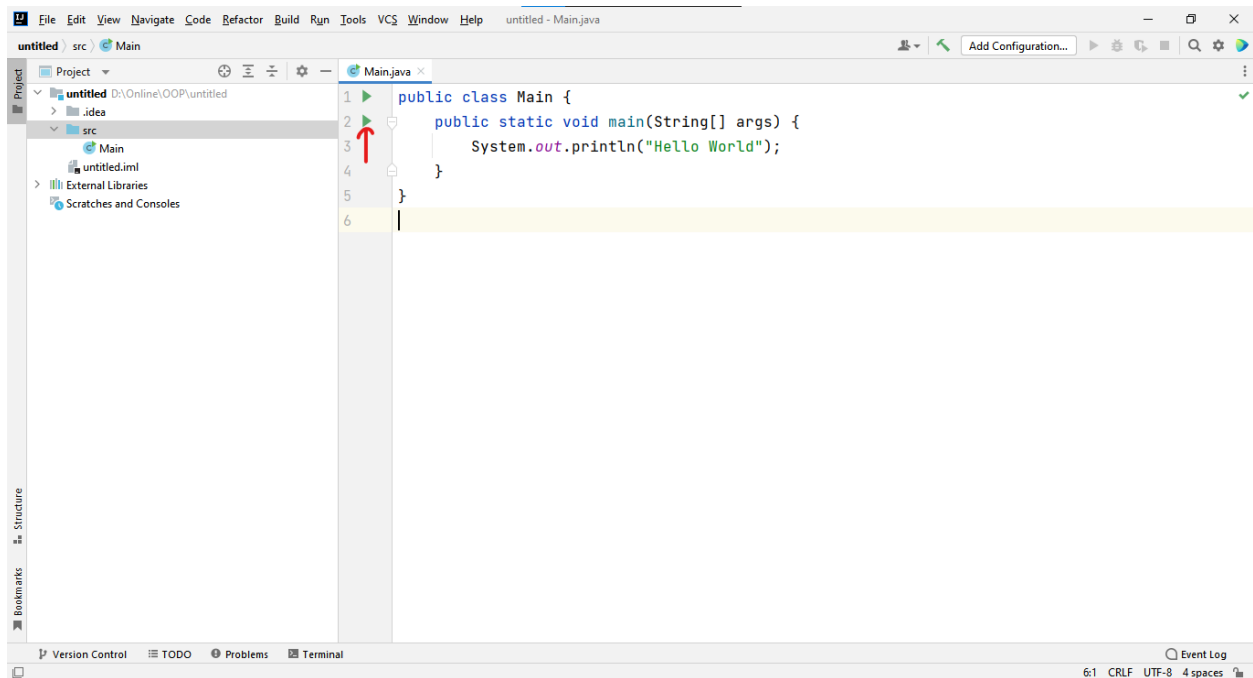 IJ File Edit View Navigate Code Refactor Build Run Tools VCS Window Help untitled - Main.java
untitled src Main Add Configuration...
Project
Project
Main.java
untitled D:\Online\OOP\untitled
.idea
src
Main
untitled.iml
External Libraries
Scratches and Consoles
1 public class Main {
2 public static void main(String[] args) {
3 System.out.println("Hello World");
4 }
5 }
6
Structure
Bookmarks
Version Control TODO Problems Terminal Event Log
6:1 CRLF UTF-8 4 spaces